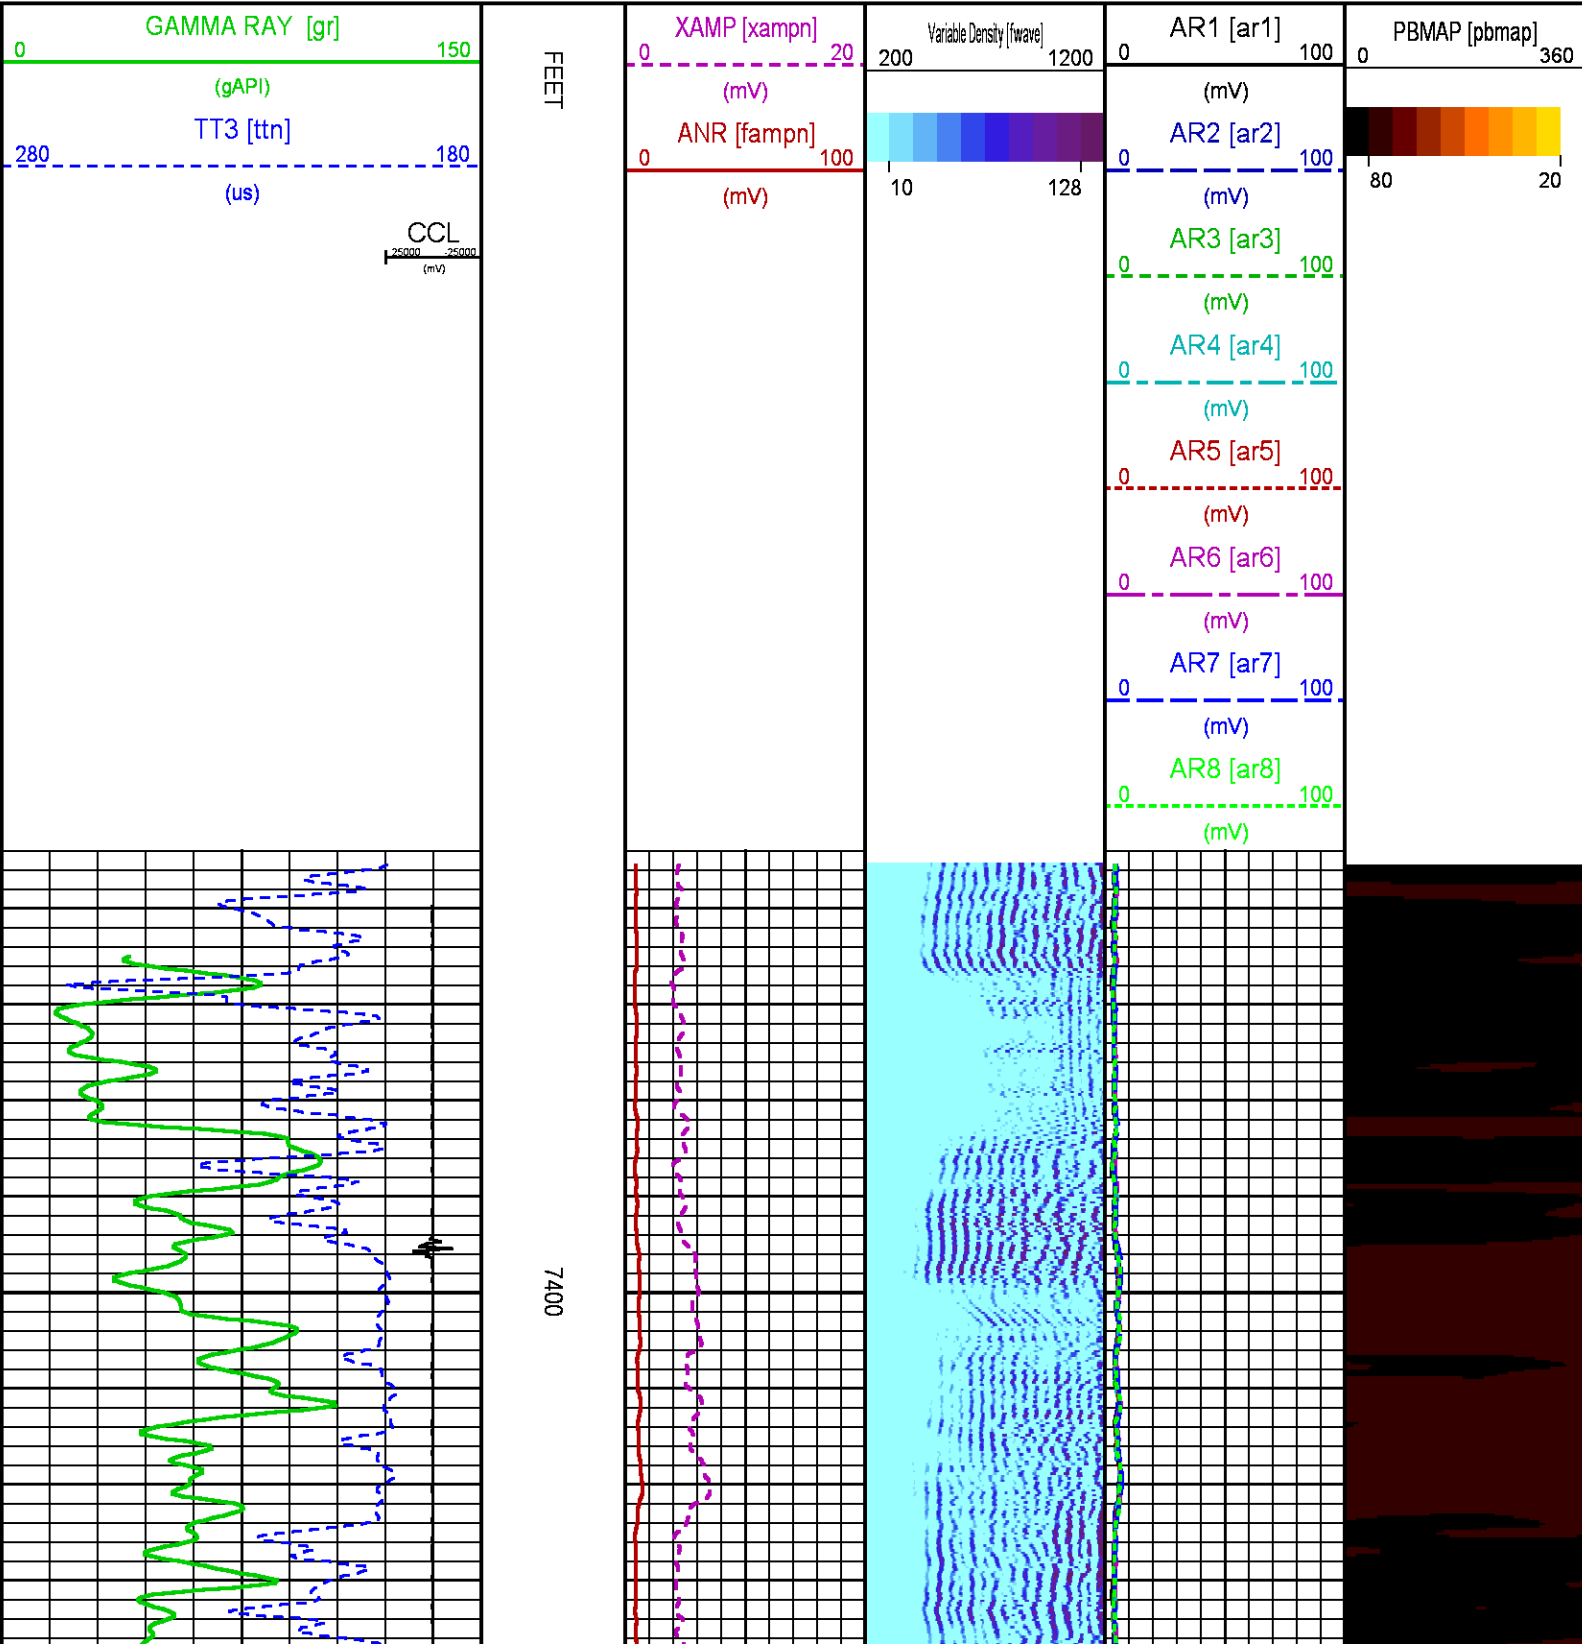 GAMMA RAY [gr]
0 150
(gAPI)
TT3 [ttn]
280 180
(us)
CCL
25000 -25000
(mV)
FEET
7400
XAMP [xampn]
0 20
(mV)
ANR [fampn]
0 100
(mV)
Variable Density [fwave]
200 1200
10 128
AR1 [ar1]
0 100
(mV)
AR2 [ar2]
0 100
(mV)
AR3 [ar3]
0 100
(mV)
AR4 [ar4]
0 100
(mV)
AR5 [ar5]
0 100
(mV)
AR6 [ar6]
0 100
(mV)
AR7 [ar7]
0 100
(mV)
AR8 [ar8]
0 100
(mV)
PBMAP [pbmap]
0 360
80 20